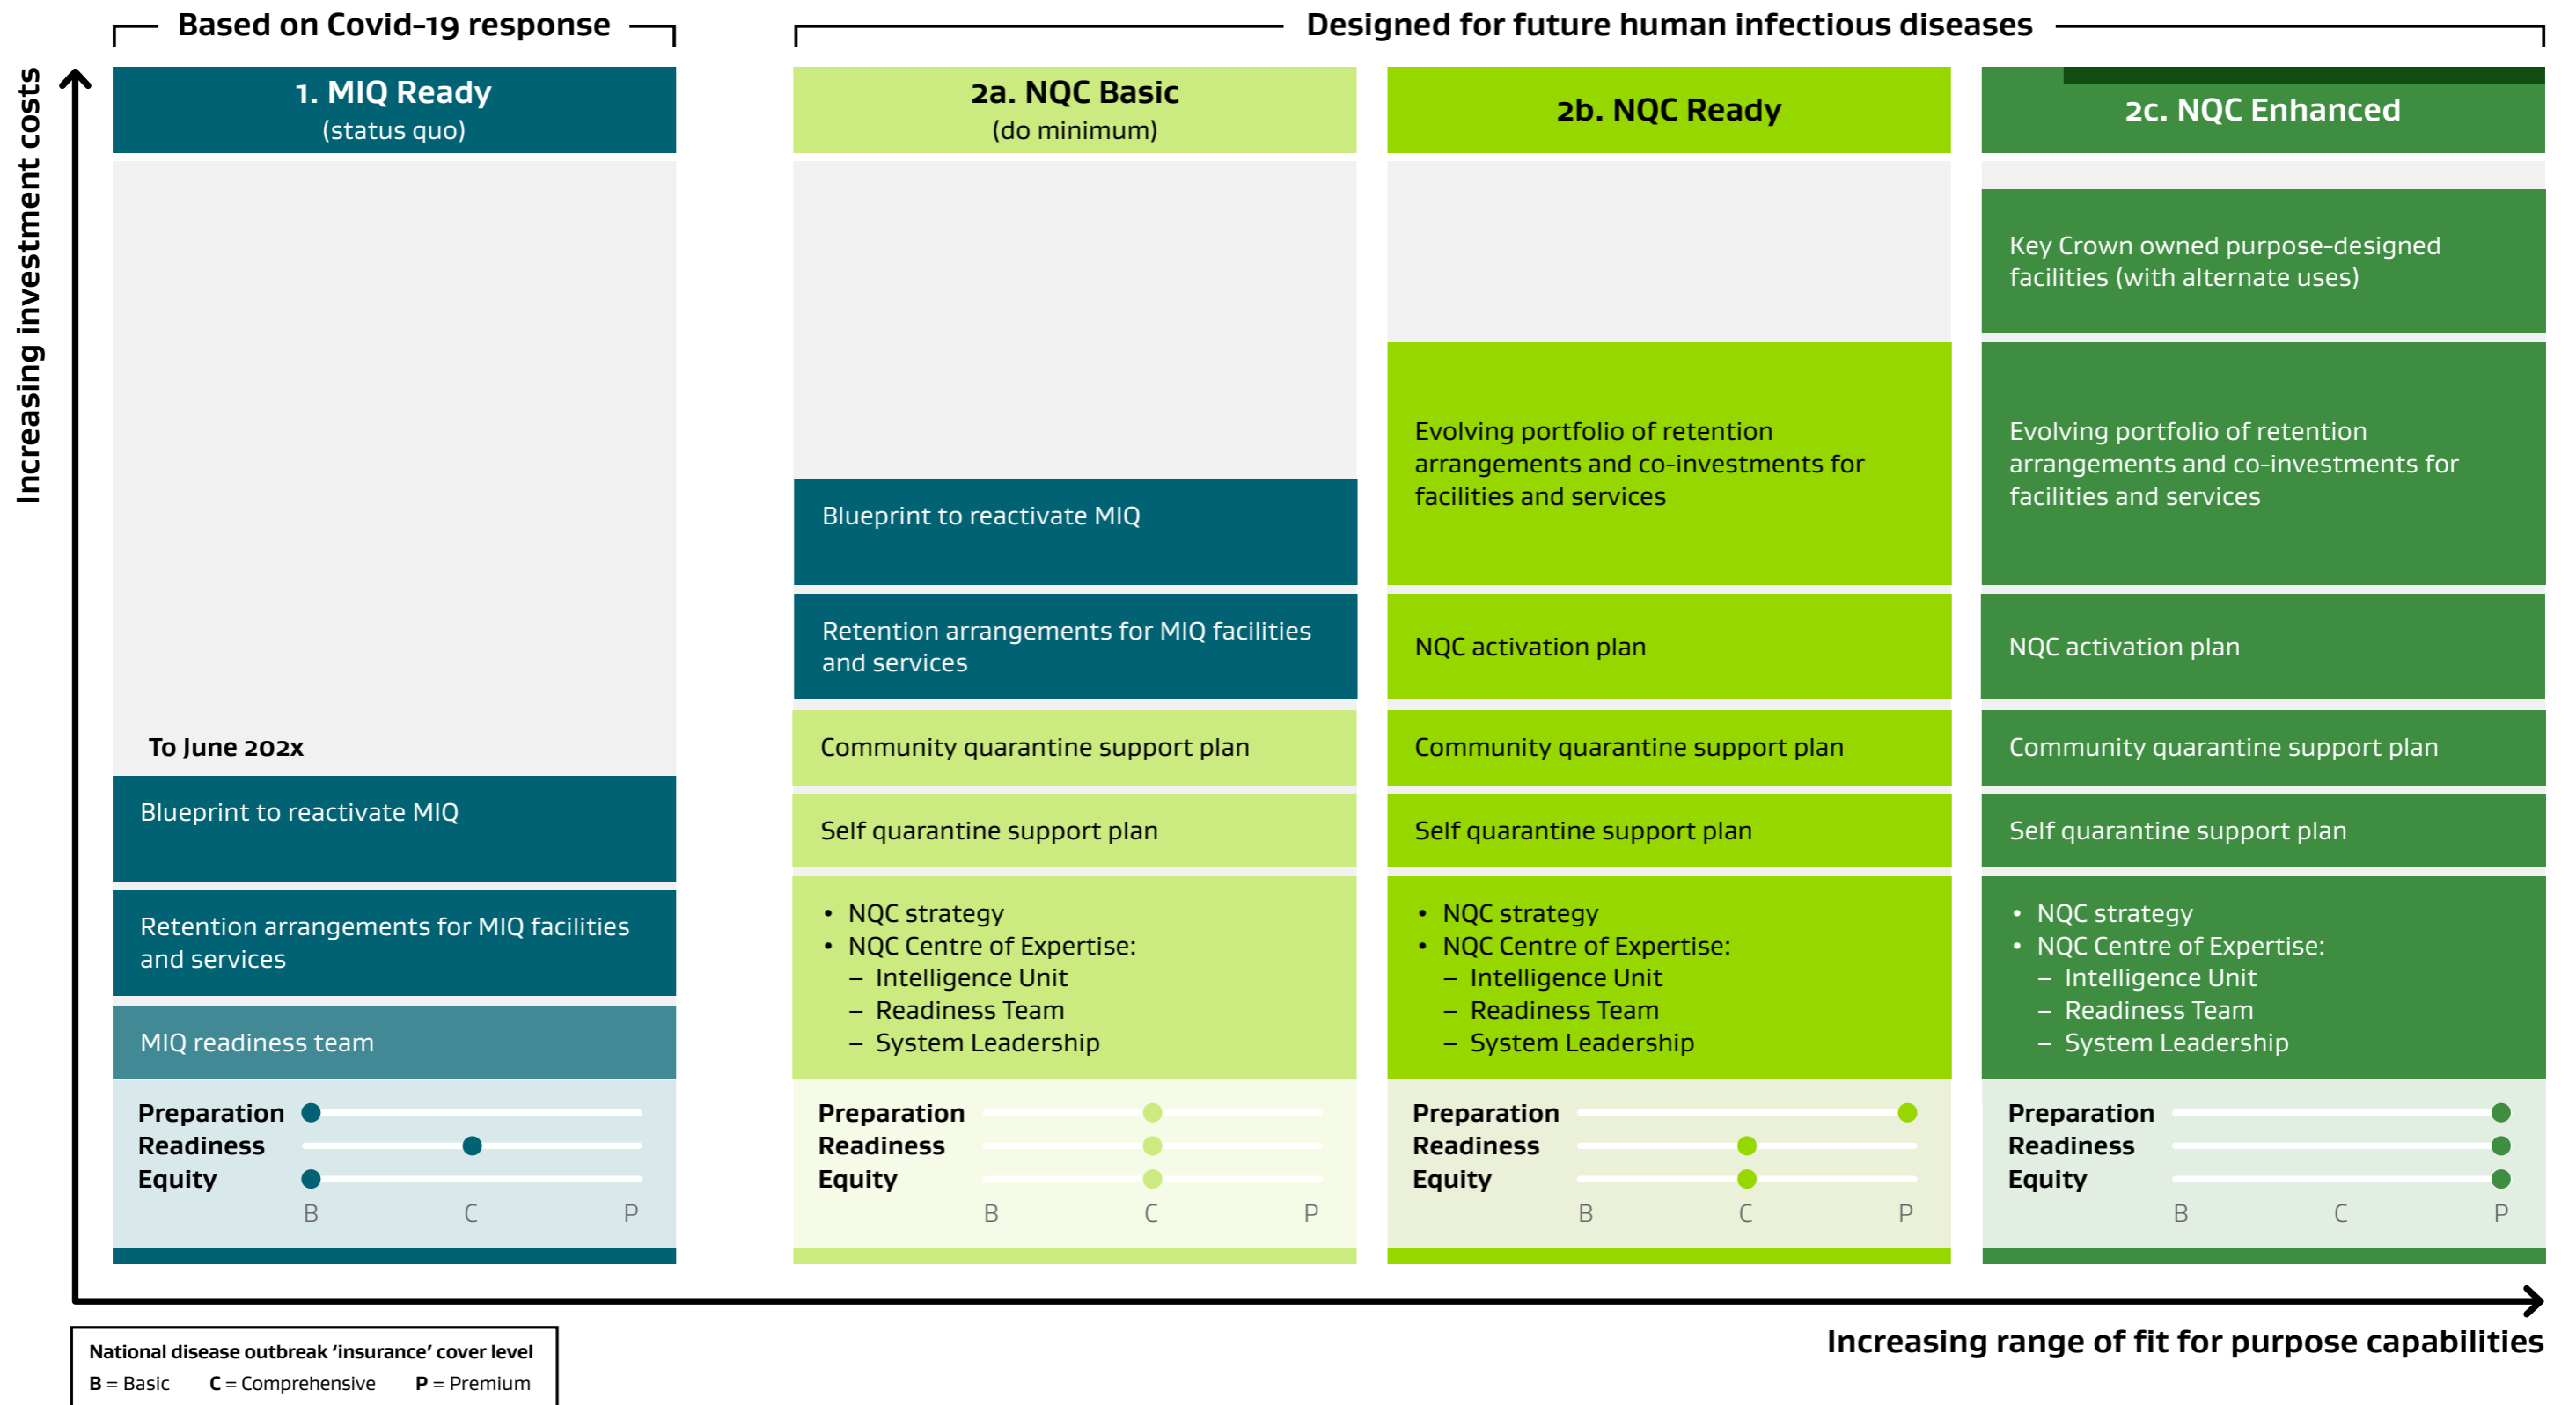 Based on Covid-19 response
Designed for future human infectious diseases
Increasing investment costs
1. MIQ Ready
(status quo)
To June 202x
Blueprint to reactivate MIQ
Retention arrangements for MIQ facilities
and services
MIQ readiness team
Preparation
Readiness
Equity
B C P
2a. NQC Basic
(do minimum)
Blueprint to reactivate MIQ
Retention arrangements for MIQ facilities
and services
Community quarantine support plan
Self quarantine support plan
• NQC strategy
• NQC Centre of Expertise:
– Intelligence Unit
– Readiness Team
– System Leadership
Preparation
Readiness
Equity
B C P
2b. NQC Ready
Evolving portfolio of retention
arrangements and co-investments for
facilities and services
NQC activation plan
Community quarantine support plan
Self quarantine support plan
• NQC strategy
• NQC Centre of Expertise:
– Intelligence Unit
– Readiness Team
– System Leadership
Preparation
Readiness
Equity
B C P
2c. NQC Enhanced
Key Crown owned purpose-designed
facilities (with alternate uses)
Evolving portfolio of retention
arrangements and co-investments for
facilities and services
NQC activation plan
Community quarantine support plan
Self quarantine support plan
• NQC strategy
• NQC Centre of Expertise:
– Intelligence Unit
– Readiness Team
– System Leadership
Preparation
Readiness
Equity
B C P
Increasing range of fit for purpose capabilities
National disease outbreak ‘insurance’ cover level
B = Basic C = Comprehensive P = Premium